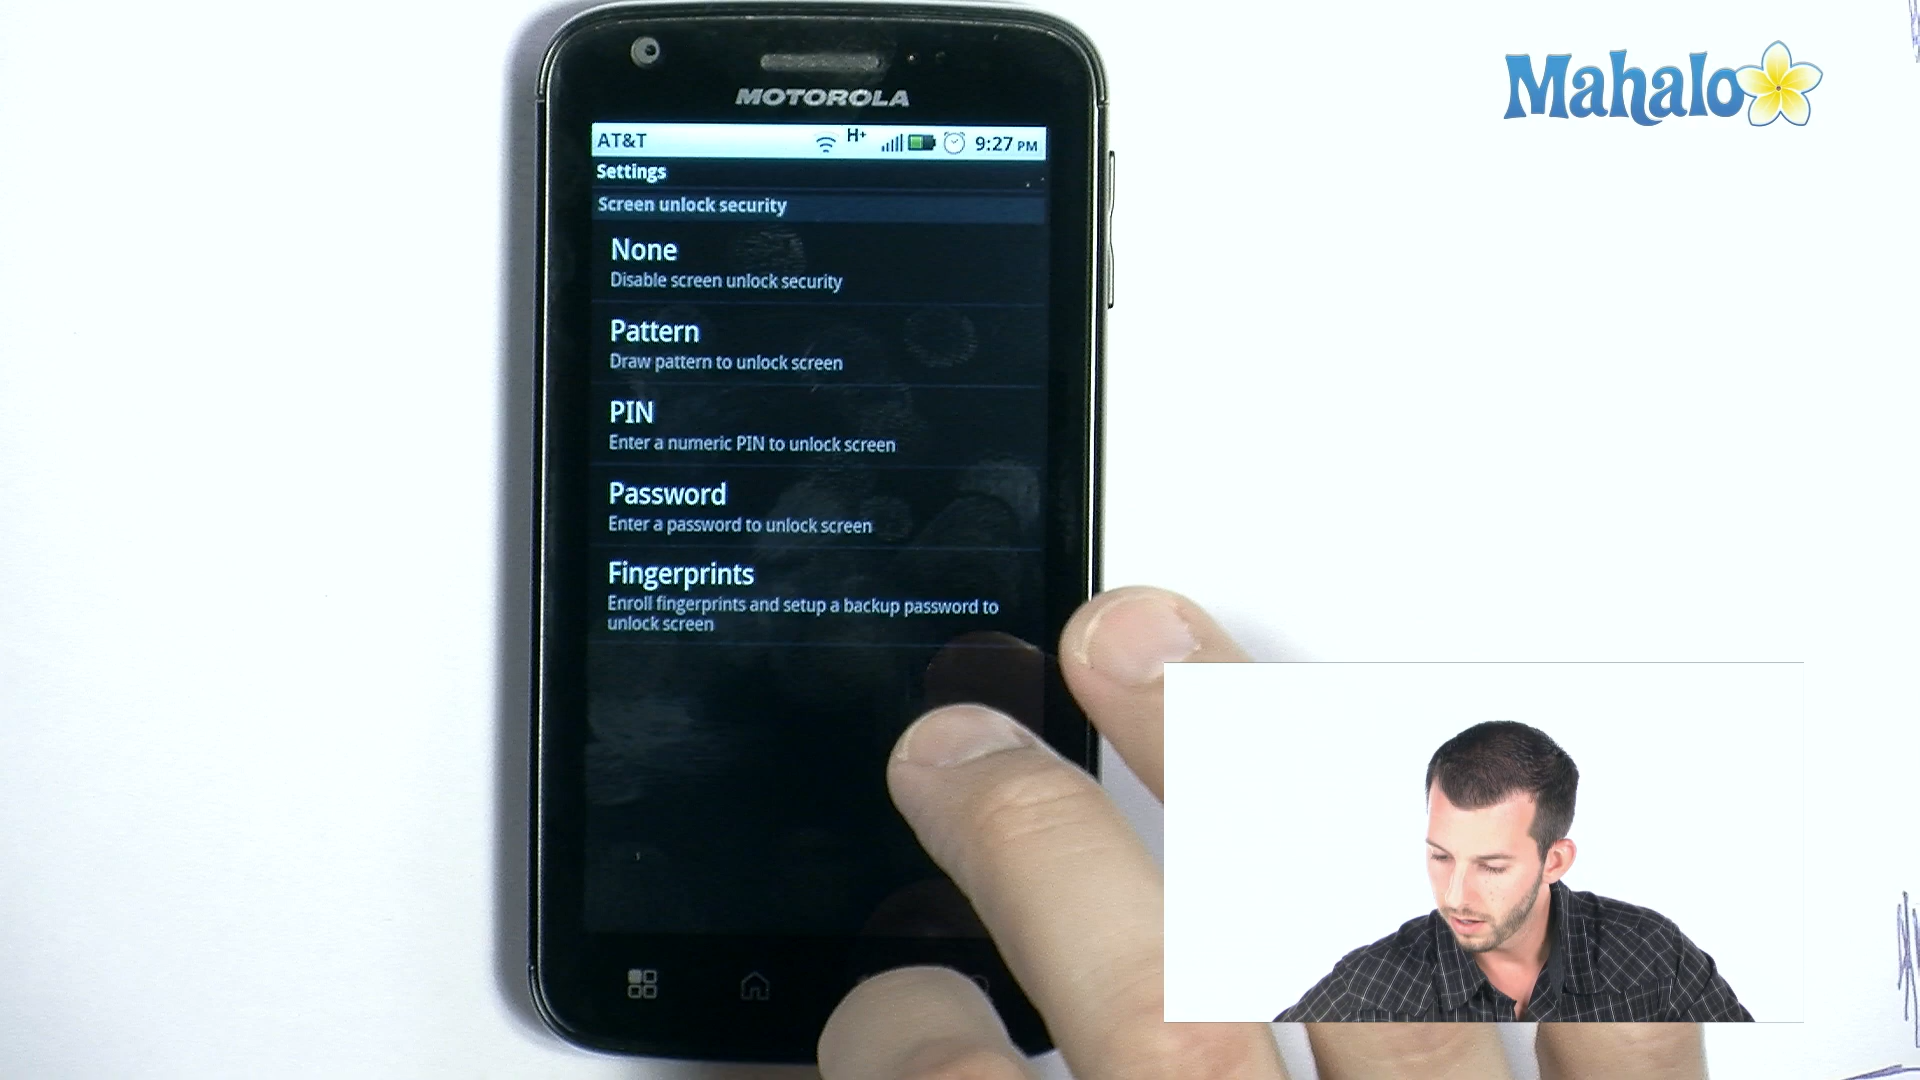 Mahalo
MOTOROLA
AT&T H+ 9:27 PM
Settings
Screen unlock security
None
Disable screen unlock security
Pattern
Draw pattern to unlock screen
PIN
Enter a numeric PIN to unlock screen
Password
Enter a password to unlock screen
Fingerprints
Enroll fingerprints and setup a backup password to
unlock screen